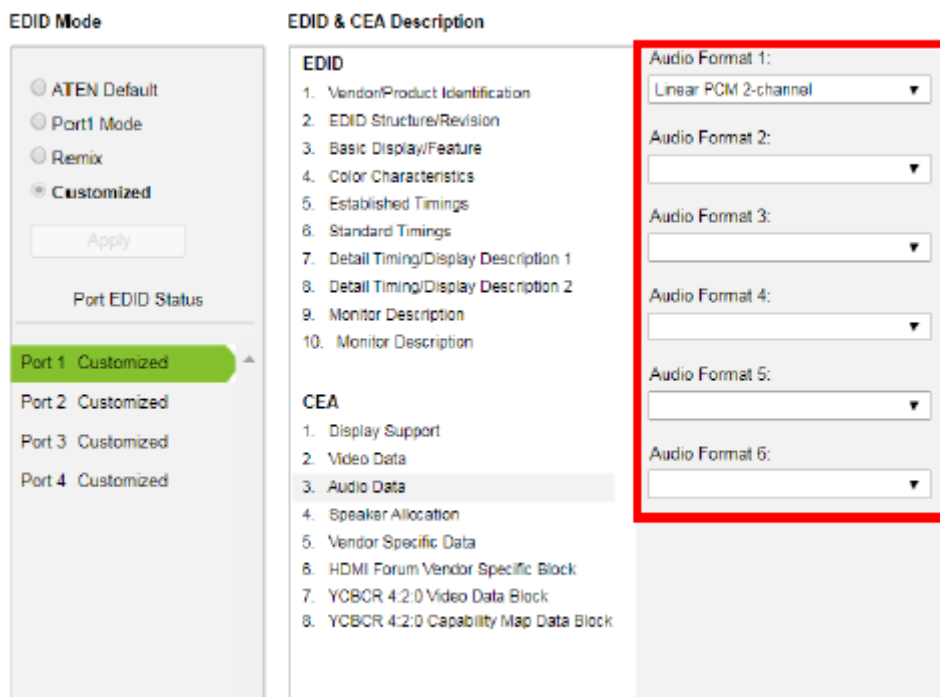 EDID Mode
ATEN Default
Port1 Mode
Remix
Customized
Apply
Port EDID Status
Port 1 Customized
Port 2 Customized
Port 3 Customized
Port 4 Customized
EDID & CEA Description
EDID
1. Vendor/Product Identification
2. EDID Structure/Revision
3. Basic Display/Feature
4. Color Characteristics
5. Established Timings
6. Standard Timings
7. Detail Timing/Display Description 1
8. Detail Timing/Display Description 2
9. Monitor Description
10. Monitor Description
CEA
1. Display Support
2. Video Data
3. Audio Data
4. Speaker Allocation
5. Vendor Specific Data
6. HDMI Forum Vendor Specific Block
7. YCBCR 4:2:0 Video Data Block
8. YCBCR 4:2:0 Capability Map Data Block
Audio Format 1:
Linear PCM 2-channel
Audio Format 2:
Audio Format 3:
Audio Format 4:
Audio Format 5:
Audio Format 6: